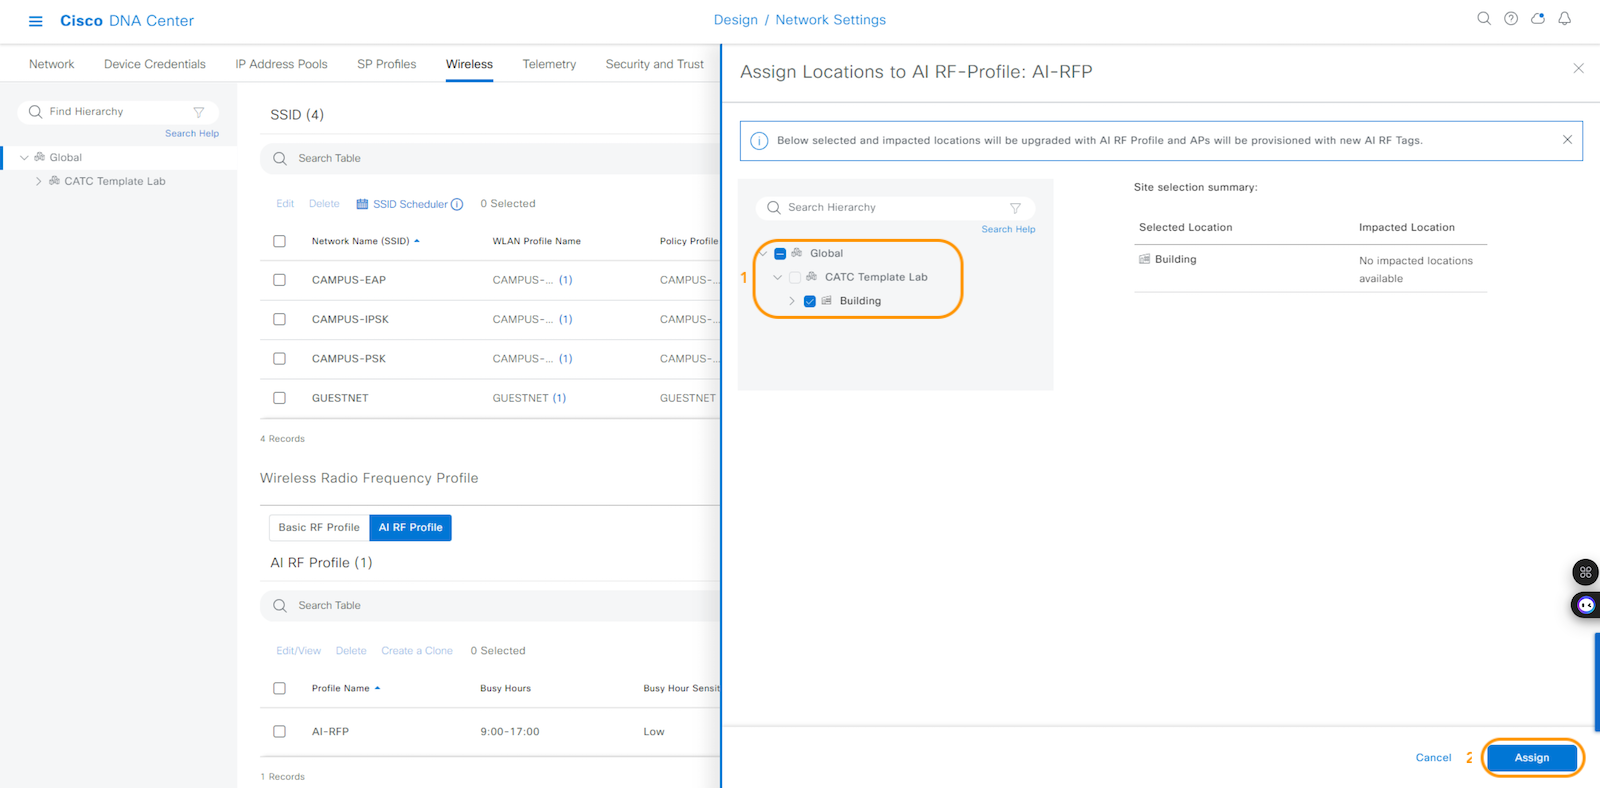 Cisco DNA Center
Design / Network Settings
Network Device Credentials IP Address Pools SP Profiles Wireless Telemetry Security and Trust
Find Hierarchy
Search Help
Global
CATC Template Lab
SSID (4)
Search Table
Edit Delete SSID Scheduler 0 Selected
Network Name (SSID) WLAN Profile Name Policy Profile
CAMPUS-EAP CAMPUS-... (1) CAMPUS-...
CAMPUS-IPSK CAMPUS-... (1) CAMPUS-...
CAMPUS-PSK CAMPUS-... (1) CAMPUS-...
GUESTNET GUESTNET (1) GUESTNET
4 Records
Wireless Radio Frequency Profile
Basic RF Profile AI RF Profile
AI RF Profile (1)
Search Table
Edit/View Delete Create a Clone 0 Selected
Profile Name Busy Hours Busy Hour Sensit
AI-RFP 9:00-17:00 Low
1 Records
Assign Locations to AI RF-Profile: AI-RFP
Below selected and impacted locations will be upgraded with AI RF Profile and APs will be provisioned with new AI RF Tags.
Search Hierarchy
Search Help
1
Global
CATC Template Lab
Building
Site selection summary:
Selected Location Impacted Location
Building No impacted locations
available
Cancel 2 Assign